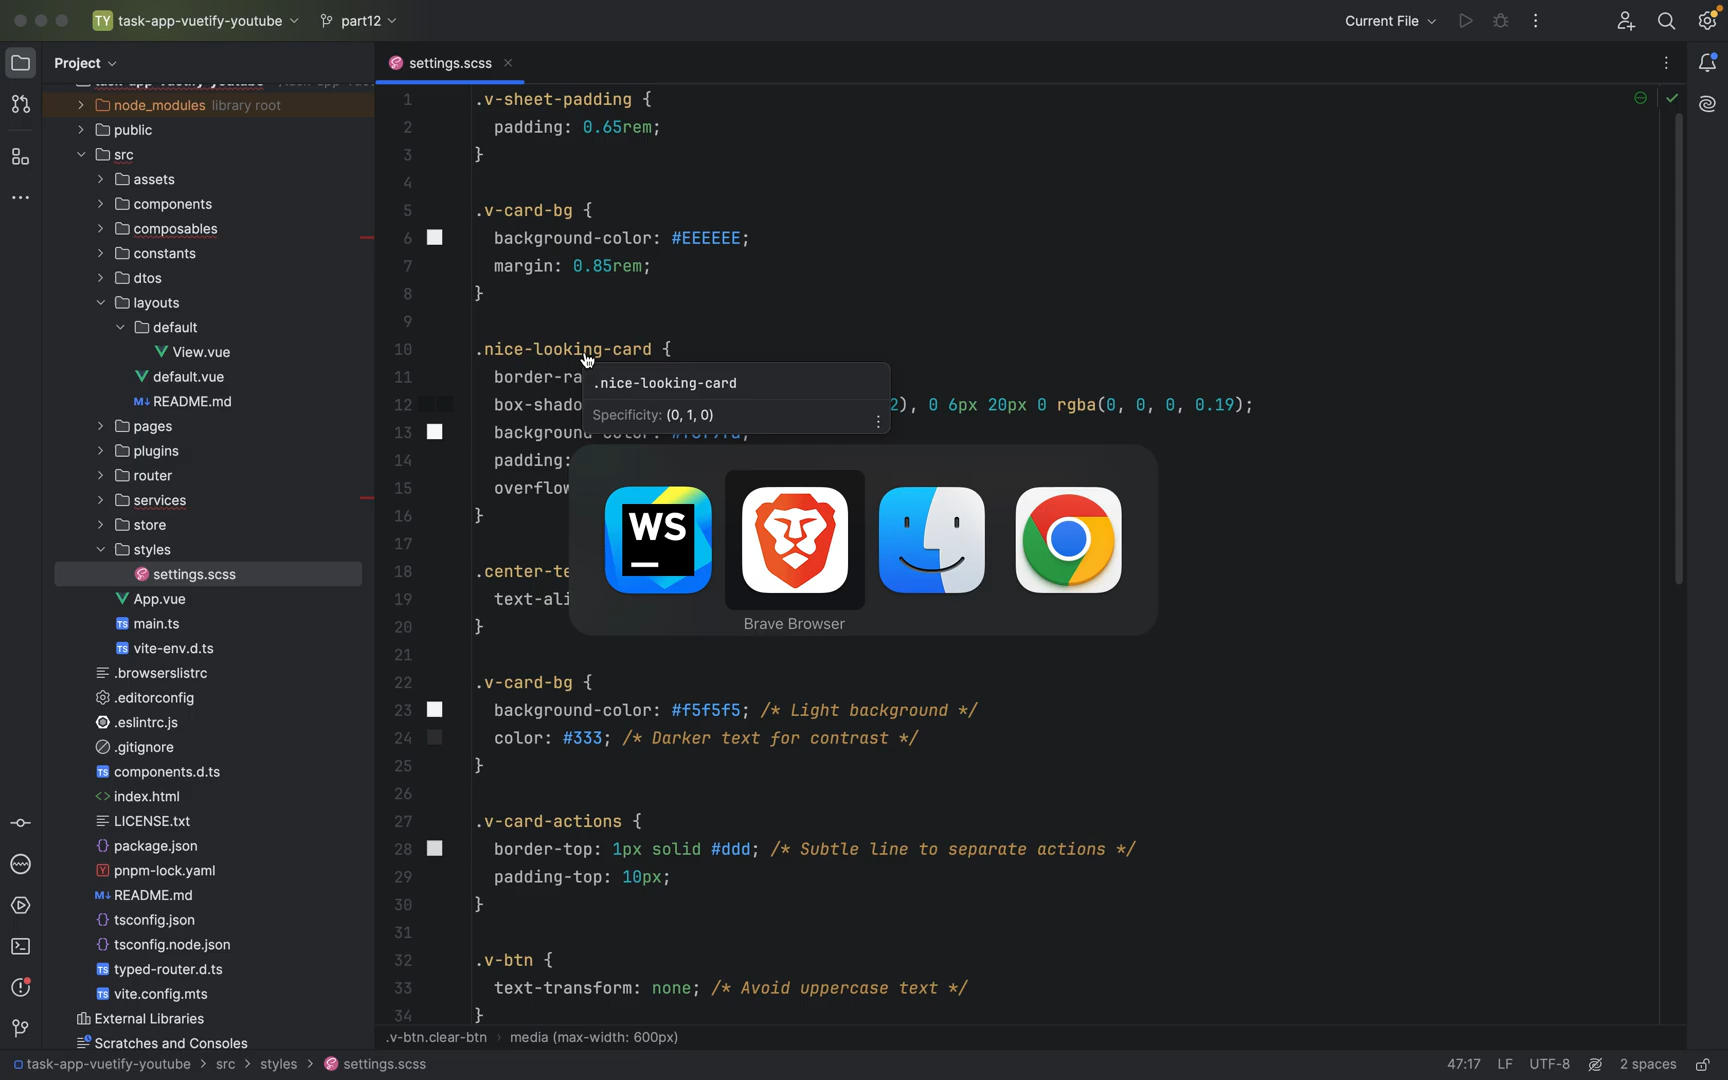 TY task-app-vuetify-youtube part12 Current File
Project
settings.scss
task-app-vuetify-youtube
node_modules library root
public
src
assets
components
composables
constants
dtos
layouts
default
View.vue
default.vue
M↓ README.md
pages
plugins
router
services
store
styles
settings.scss
App.vue
TS main.ts
TS vite-env.d.ts
.browserslistrc
.editorconfig
.eslintrc.js
.gitignore
TS components.d.ts
<> index.html
LICENSE.txt
{} package.json
Y pnpm-lock.yaml
M↓ README.md
{} tsconfig.json
{} tsconfig.node.json
TS typed-router.d.ts
TS vite.config.mts
External Libraries
Scratches and Consoles
1 .v-sheet-padding {
2 padding: 0.65rem;
3 }
4
5 .v-card-bg {
6 background-color: #EEEEEE;
7 margin: 0.85rem;
8 }
9
10 .nice-looking-card {
11 border-ra
12 box-shado 2), 0 6px 20px 0 rgba(0, 0, 0, 0.19);
13 background-color:
14 padding:
15 overflow
16 }
17
18 .center-te
19 text-ali
20 }
21
22 .v-card-bg {
23 background-color: #f5f5f5; /* Light background */
24 color: #333; /* Darker text for contrast */
25 }
26
27 .v-card-actions {
28 border-top: 1px solid #ddd; /* Subtle line to separate actions */
29 padding-top: 10px;
30 }
31
32 .v-btn {
33 text-transform: none; /* Avoid uppercase text */
34 }
.nice-looking-card
Specificity: (0, 1, 0)
WS
Brave Browser
.v-btn.clear-btn › media (max-width: 600px)
task-app-vuetify-youtube > src > styles > settings.scss 47:17 LF UTF-8 2 spaces